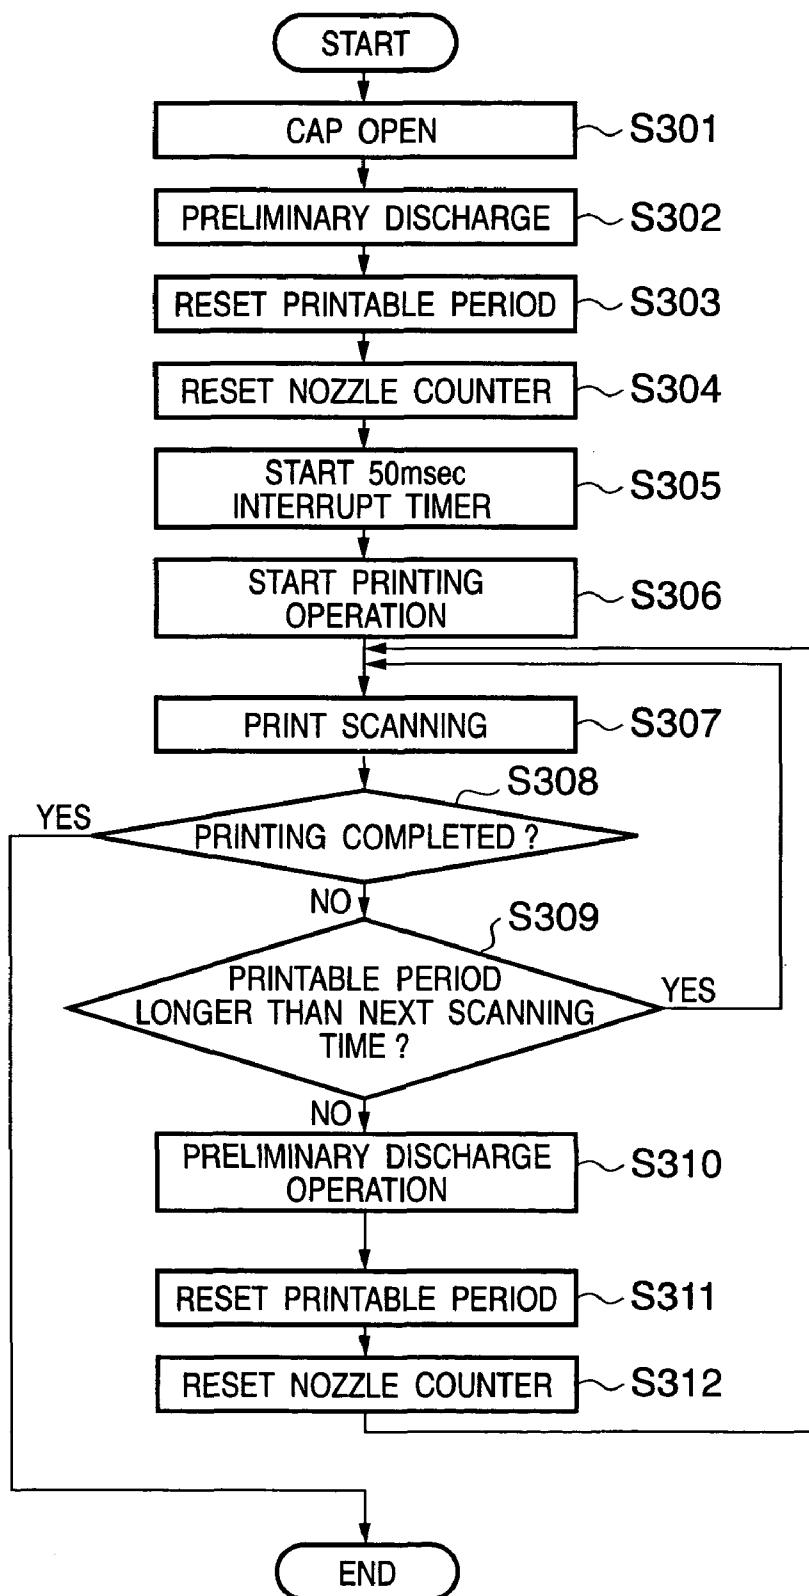 START
CAP OPEN
S301
PRELIMINARY DISCHARGE
S302
RESET PRINTABLE PERIOD
S303
RESET NOZZLE COUNTER
S304
START 50msec
INTERRUPT TIMER
S305
START PRINTING
OPERATION
S306
PRINT SCANNING
S307
S308
YES
PRINTING COMPLETED ?
NO
S309
PRINTABLE PERIOD
LONGER THAN NEXT SCANNING
TIME ?
YES
NO
PRELIMINARY DISCHARGE
OPERATION
S310
RESET PRINTABLE PERIOD
S311
RESET NOZZLE COUNTER
S312
END